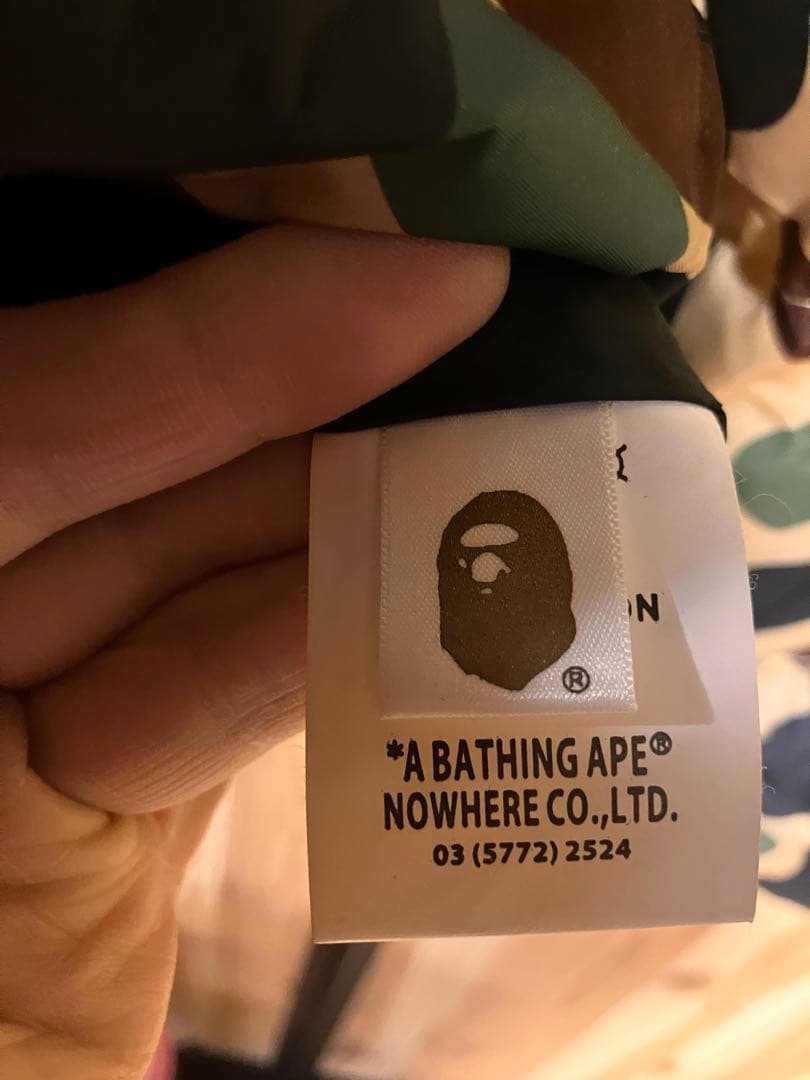 ®
*A BATHING APE®
NOWHERE CO.,LTD.
03 (5772) 2524